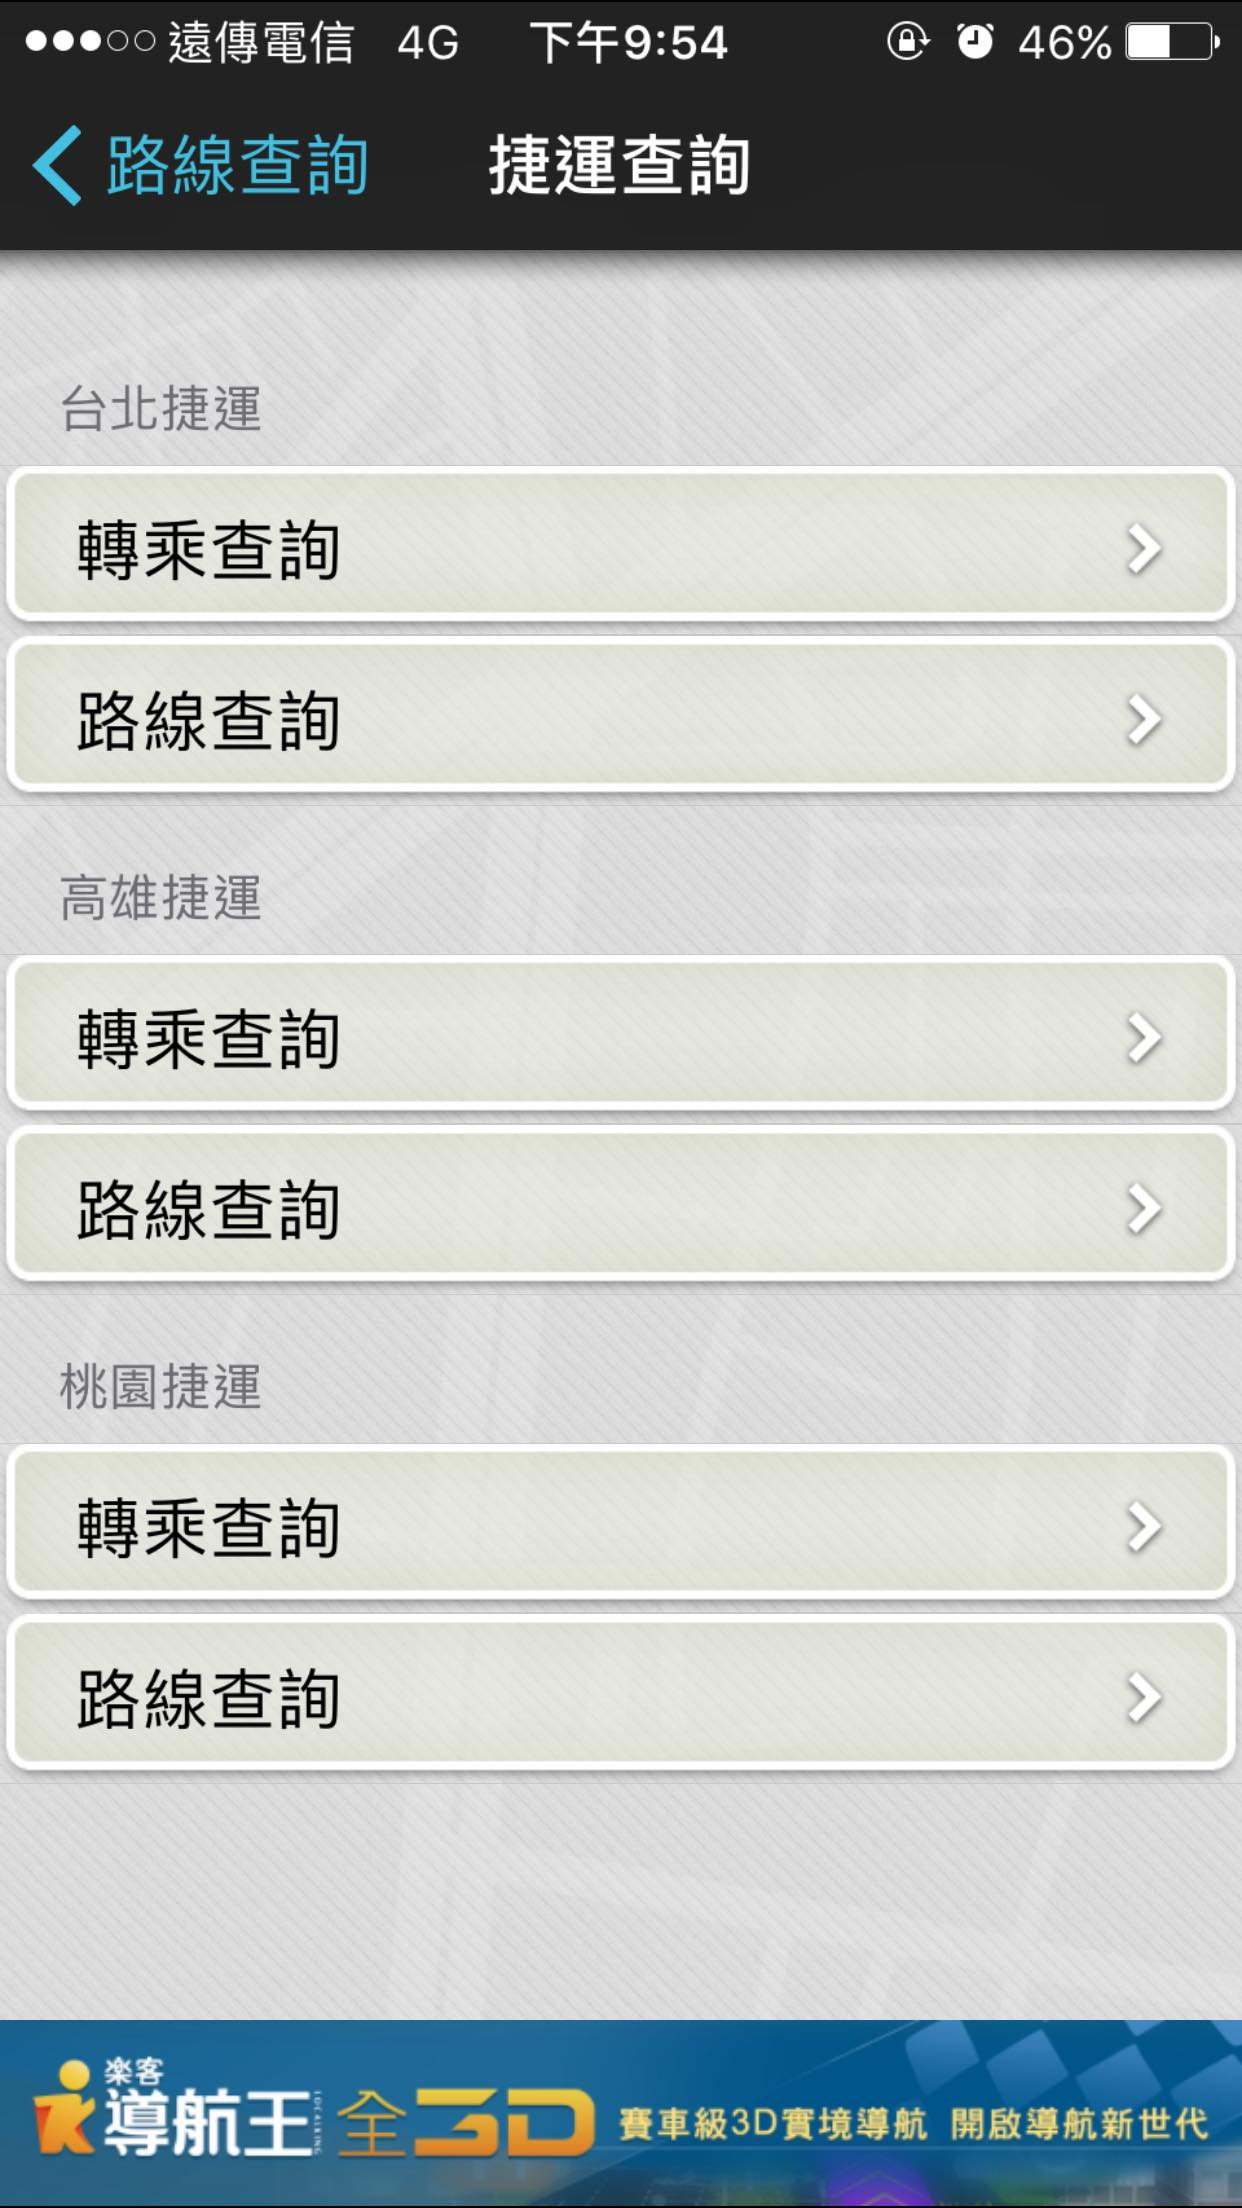 遠傳電信 4G 下午9:54 46%
路線查詢 捷運查詢
台北捷運
轉乘查詢
路線查詢
高雄捷運
轉乘查詢
路線查詢
桃園捷運
轉乘查詢
路線查詢
楽客
導航王 LOCALKING 全3D 賽車級3D實境導航 開啟導航新世代